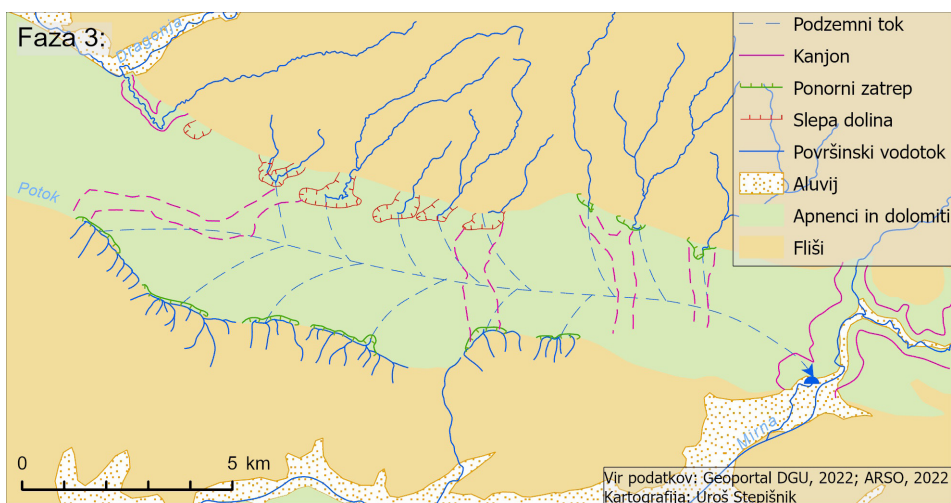 Faza 3:
Dragonja
Potok
Mirna
Podzemni tok
Kanjon
Ponorni zatrep
Slepa dolina
Površinski vodotok
Aluvij
Apnenci in dolomiti
Fliši
0 5 km
Vir podatkov: Geoportal DGU, 2022; ARSO, 2022
Kartografija: Uroš Stepišnik